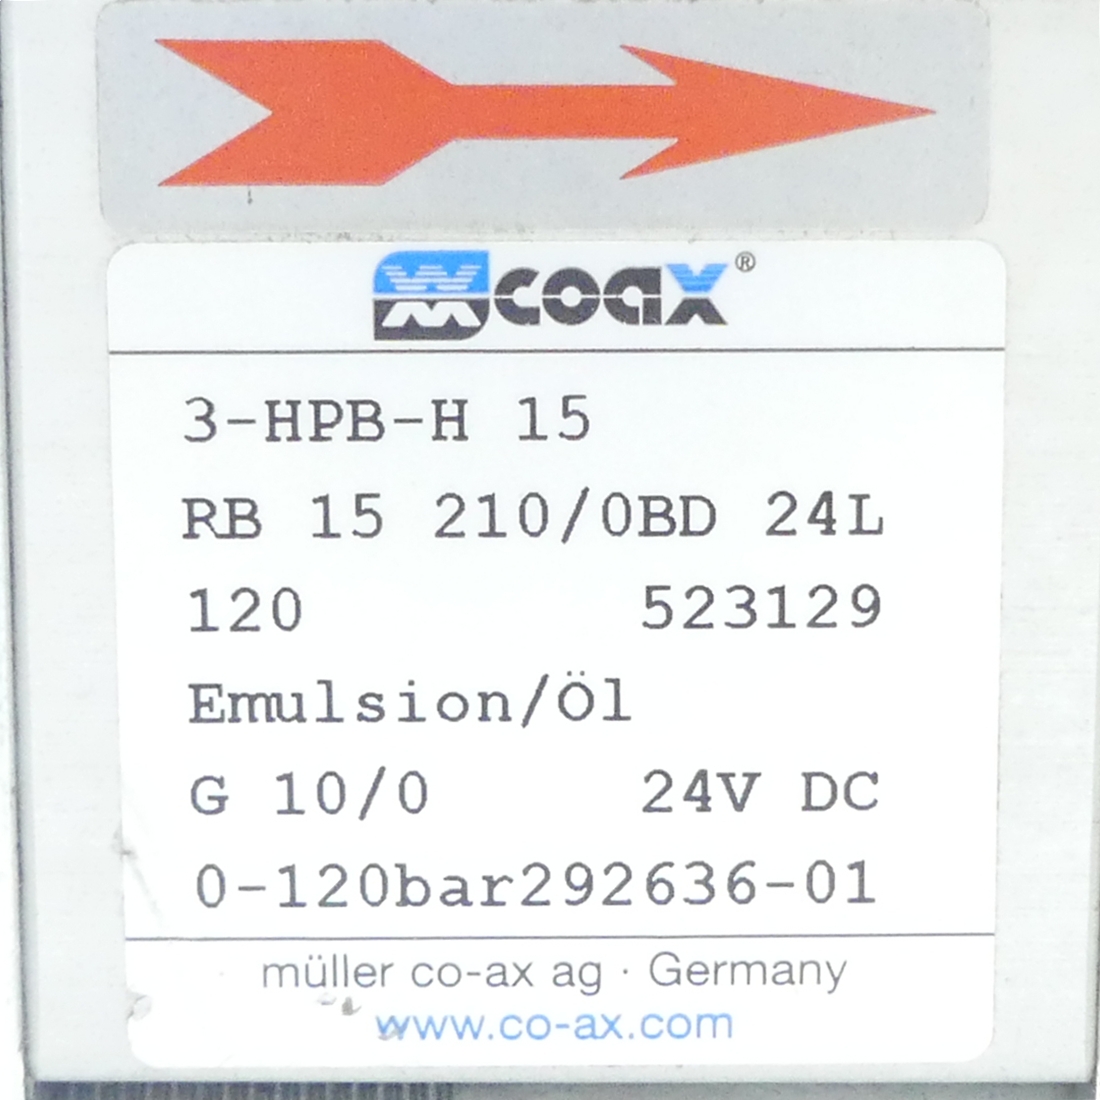 coax®
3-HPB-H 15
RB 15 210/0BD 24L
120 523129
Emulsion/Öl
G 10/0 24V DC
0-120bar292636-01
müller co-ax ag · Germany
www.co-ax.com